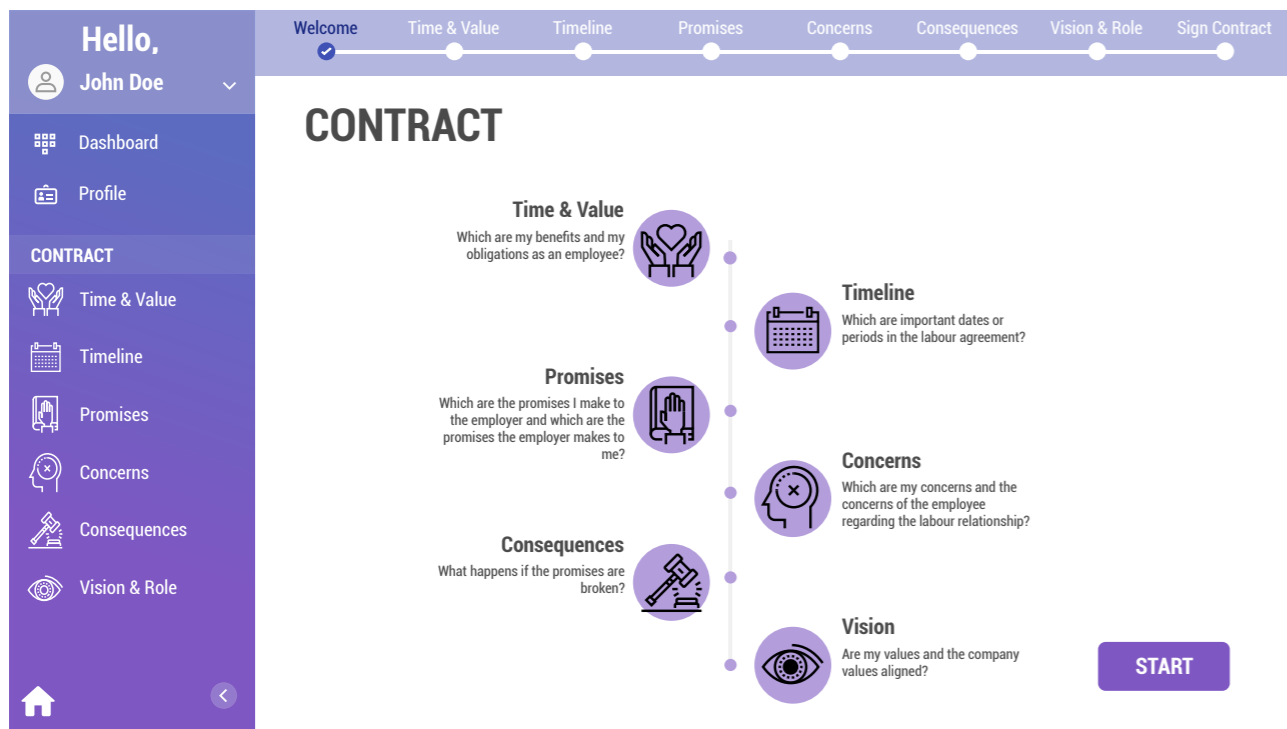 Hello,
John Doe
Dashboard
Profile
CONTRACT
Time & Value
Timeline
Promises
Concerns
Consequences
Vision & Role
Welcome
Time & Value
Timeline
Promises
Concerns
Consequences
Vision & Role
Sign Contract
CONTRACT
Time & Value
Which are my benefits and my
obligations as an employee?
Timeline
Which are important dates or
periods in the labour agreement?
Promises
Which are the promises I make to
the employer and which are the
promises the employer makes to
me?
Concerns
Which are my concerns and the
concerns of the employee
regarding the labour relationship?
Consequences
What happens if the promises are
broken?
Vision
Are my values and the company
values aligned?
START